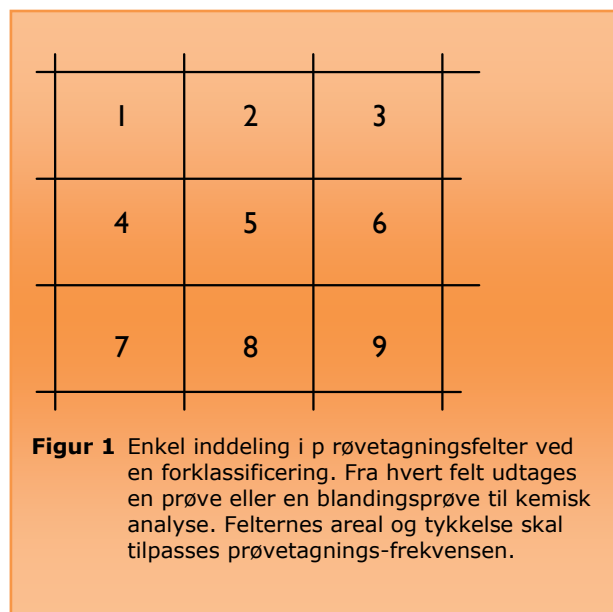 1 2 3
4 5 6
7 8 9
Figur 1 Enkel inddeling i p røvetagningsfelter ved
en forklassificering. Fra hvert felt udtages
en prøve eller en blandingsprøve til kemisk
analyse. Felternes areal og tykkelse skal
tilpasses prøvetagnings-frekvensen.